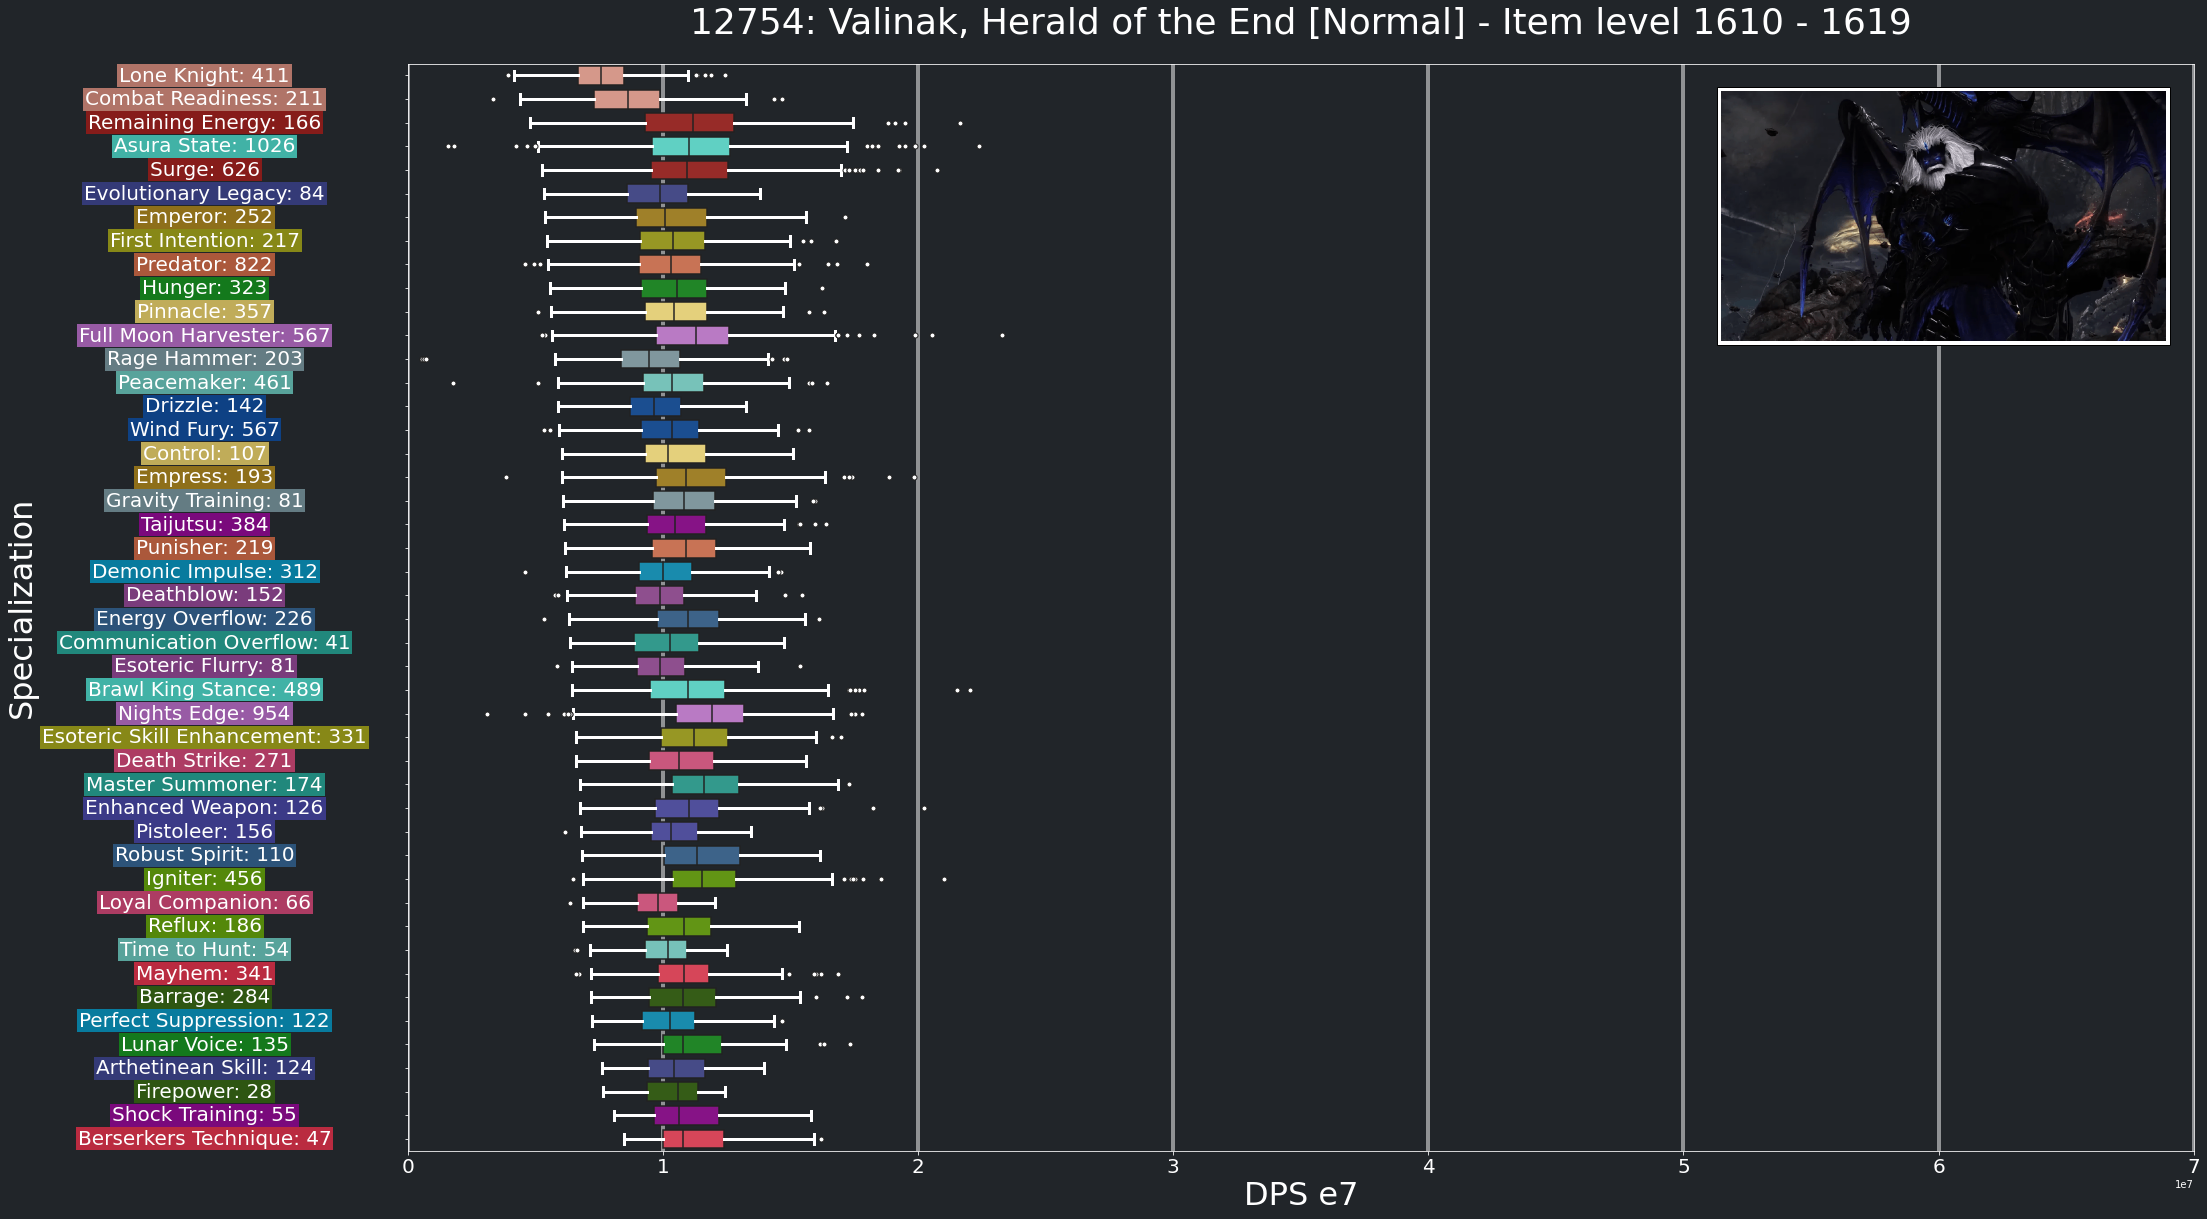 12754: Valinak, Herald of the End [Normal] - Item level 1610 - 1619
Specialization
Lone Knight: 411
Combat Readiness: 211
Remaining Energy: 166
Asura State: 1026
Surge: 626
Evolutionary Legacy: 84
Emperor: 252
First Intention: 217
Predator: 822
Hunger: 323
Pinnacle: 357
Full Moon Harvester: 567
Rage Hammer: 203
Peacemaker: 461
Drizzle: 142
Wind Fury: 567
Control: 107
Empress: 193
Gravity Training: 81
Taijutsu: 384
Punisher: 219
Demonic Impulse: 312
Deathblow: 152
Energy Overflow: 226
Communication Overflow: 41
Esoteric Flurry: 81
Brawl King Stance: 489
Nights Edge: 954
Esoteric Skill Enhancement: 331
Death Strike: 271
Master Summoner: 174
Enhanced Weapon: 126
Pistoleer: 156
Robust Spirit: 110
Igniter: 456
Loyal Companion: 66
Reflux: 186
Time to Hunt: 54
Mayhem: 341
Barrage: 284
Perfect Suppression: 122
Lunar Voice: 135
Arthetinean Skill: 124
Firepower: 28
Shock Training: 55
Berserkers Technique: 47
0 1 2 3 4 5 6 7
1e7
DPS e7